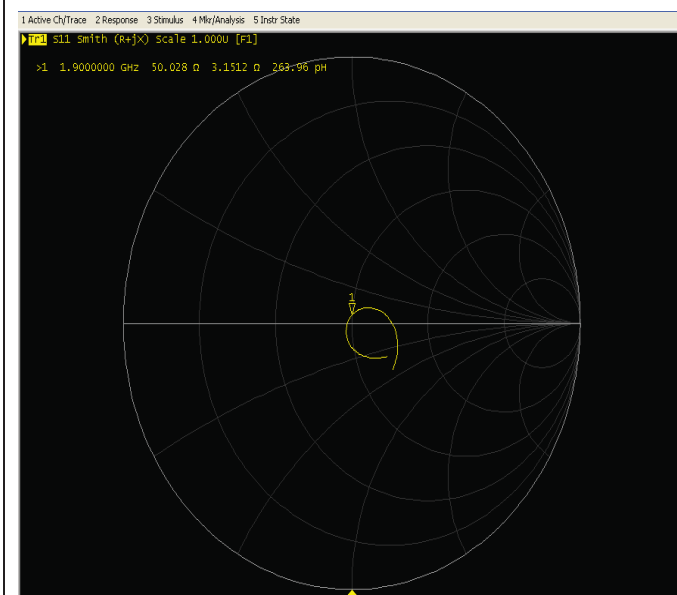 1 Active Ch/Trace 2 Response 3 Stimulus 4 Mkr/Analysis 5 Instr State
Tr1 S11 Smith (R+jX) Scale 1.000U [F1]
>1 1.9000000 GHz 50.028 Ω 3.1512 Ω 263.96 pH
1